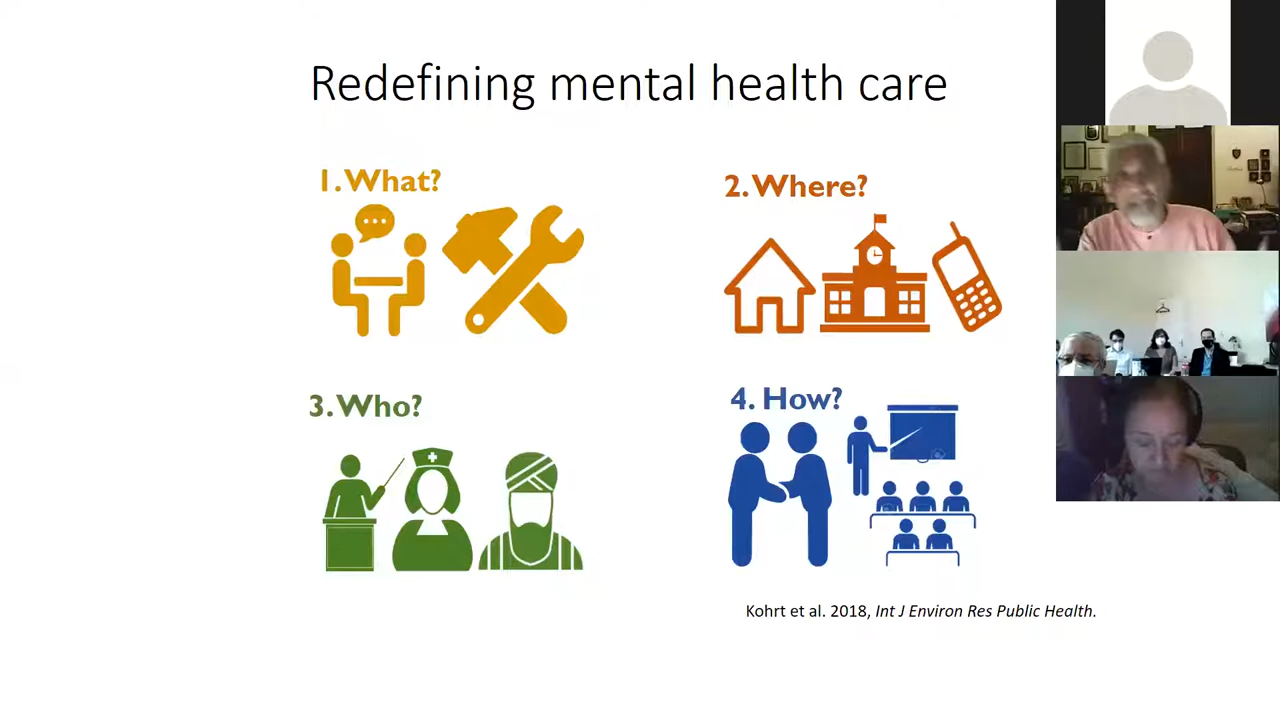 Redefining mental health care
1. What?
2. Where?
3. Who?
4. How?
Kohrt et al. 2018, Int J Environ Res Public Health.